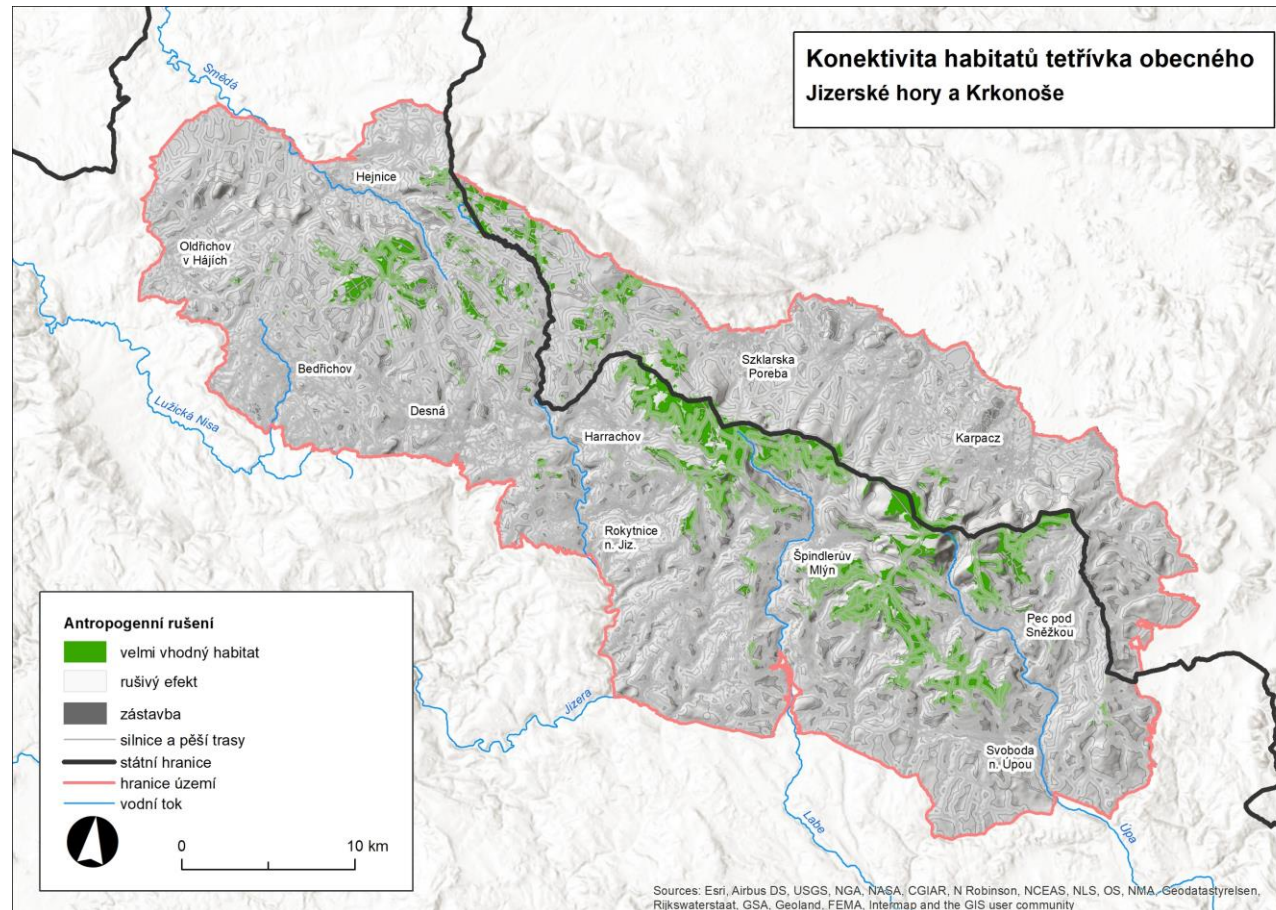 Konektivita habitatů tetřívka obecného
Jizerské hory a Krkonoše
Smědá
Hejnice
Oldřichov
v Hájích
Bedřichov
Lužická Nisa
Desná
Szklarska
Poreba
Harrachov
Karpacz
Rokytnice
n. Jiz.
Špindlerův
Mlýn
Pec pod
Sněžkou
Jizera
Svoboda
n. Úpou
Labe
Úpa
Antropogenní rušení
velmi vhodný habitat
rušivý efekt
zástavba
silnice a pěší trasy
státní hranice
hranice území
vodní tok
0 10 km
Sources: Esri, Airbus DS, USGS, NGA, NASA, CGIAR, N Robinson, NCEAS, NLS, OS, NMA, Geodatastyrelsen,
Rijkswaterstaat, GSA, Geoland, FEMA, Intermap and the GIS user community